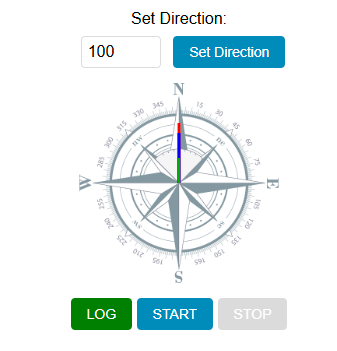 Set Direction:
100 Set Direction
N
345 15
330 30
315 45
300 NW NE 60
285 75
W E
255 105
240 SW SE 120
225 135
210 150
195 165
S
LOG START STOP